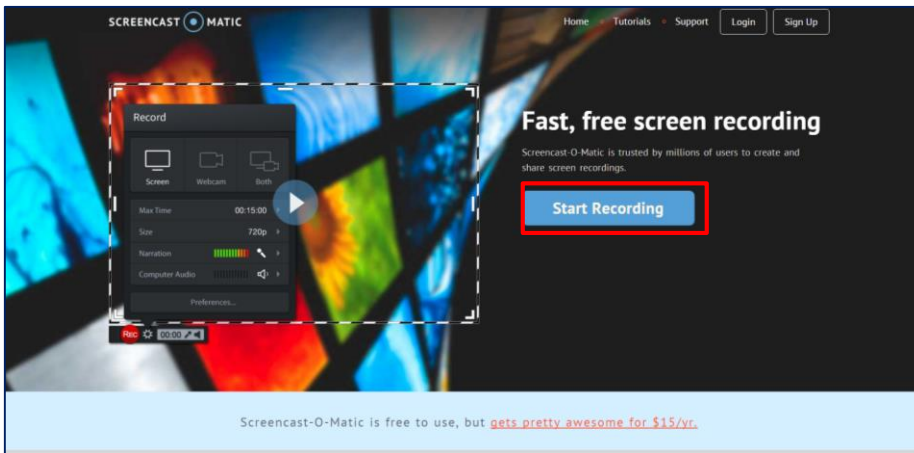 SCREENCAST O MATIC
Home Tutorials Support Login Sign Up
Record
Screen Webcam Both
Max Time 00:15:00
Size 720p
Narration
Computer Audio
Preferences...
Rec 00:00
Fast, free screen recording
Screencast-O-Matic is trusted by millions of users to create and
share screen recordings.
Start Recording
Screencast-O-Matic is free to use, but gets pretty awesome for $15/yr.